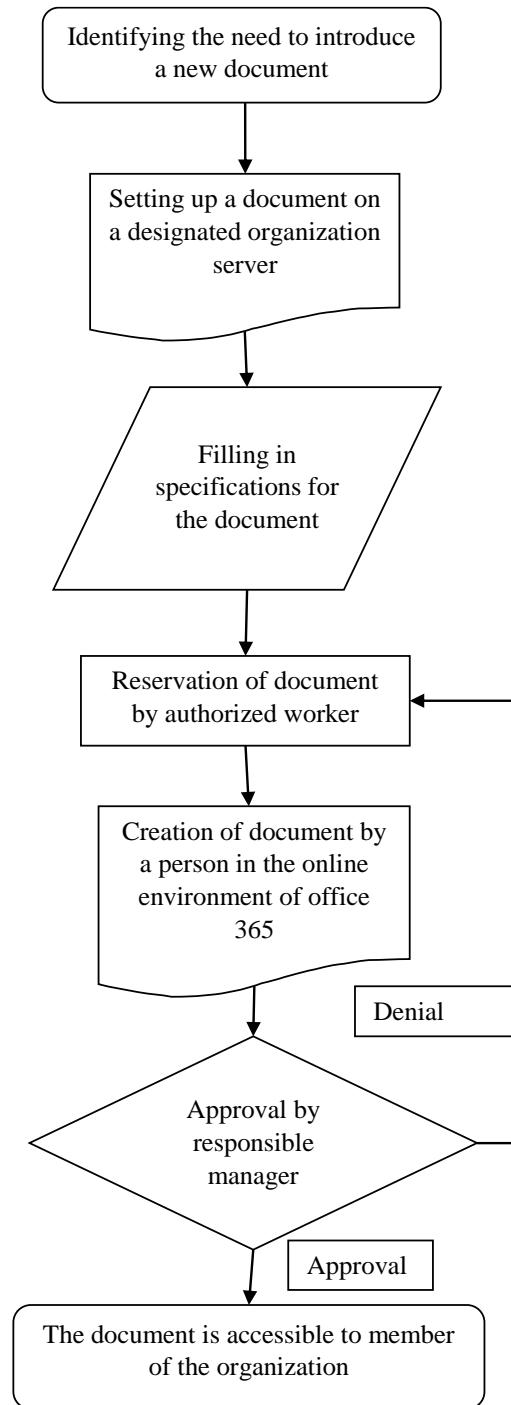 Identifying the need to introduce
a new document
Setting up a document on
a designated organization
server
Filling in
specifications for
the document
Reservation of document
by authorized worker
Creation of document by
a person in the online
environment of office
365
Denial
Approval by
responsible
manager
Approval
The document is accessible to member
of the organization